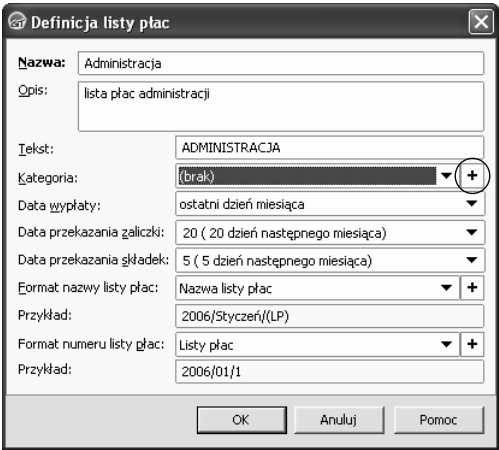 Definicja listy płac
Nazwa: Administracja
Opis: lista płac administracji
Tekst: ADMINISTRACJA
Kategoria: (brak)
Data wypłaty: ostatni dzień miesiąca
Data przekazania zaliczki: 20 ( 20 dzień następnego miesiąca)
Data przekazania składek: 5 ( 5 dzień następnego miesiąca)
Format nazwy listy płac: Nazwa listy płac
Przykład: 2006/Styczeń/(LP)
Format numeru listy płac: Listy płac
Przykład: 2006/01/1
OK Anuluj Pomoc